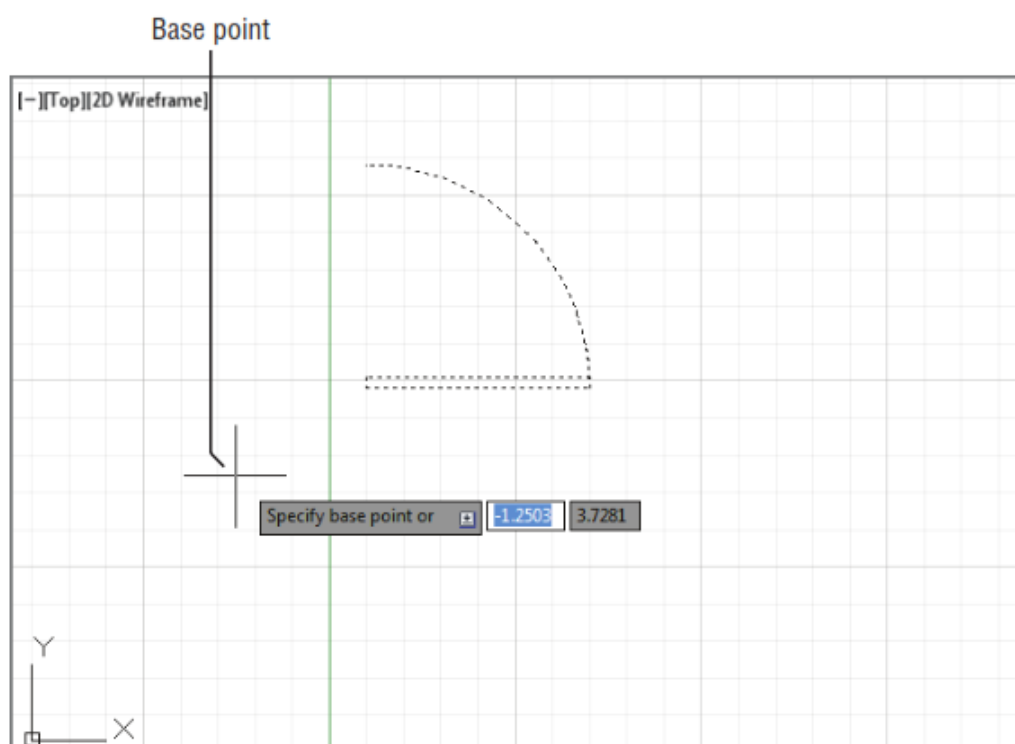 Base point
[−][Top][2D Wireframe]
Specify base point or -1.2503 3.7281
Y
X